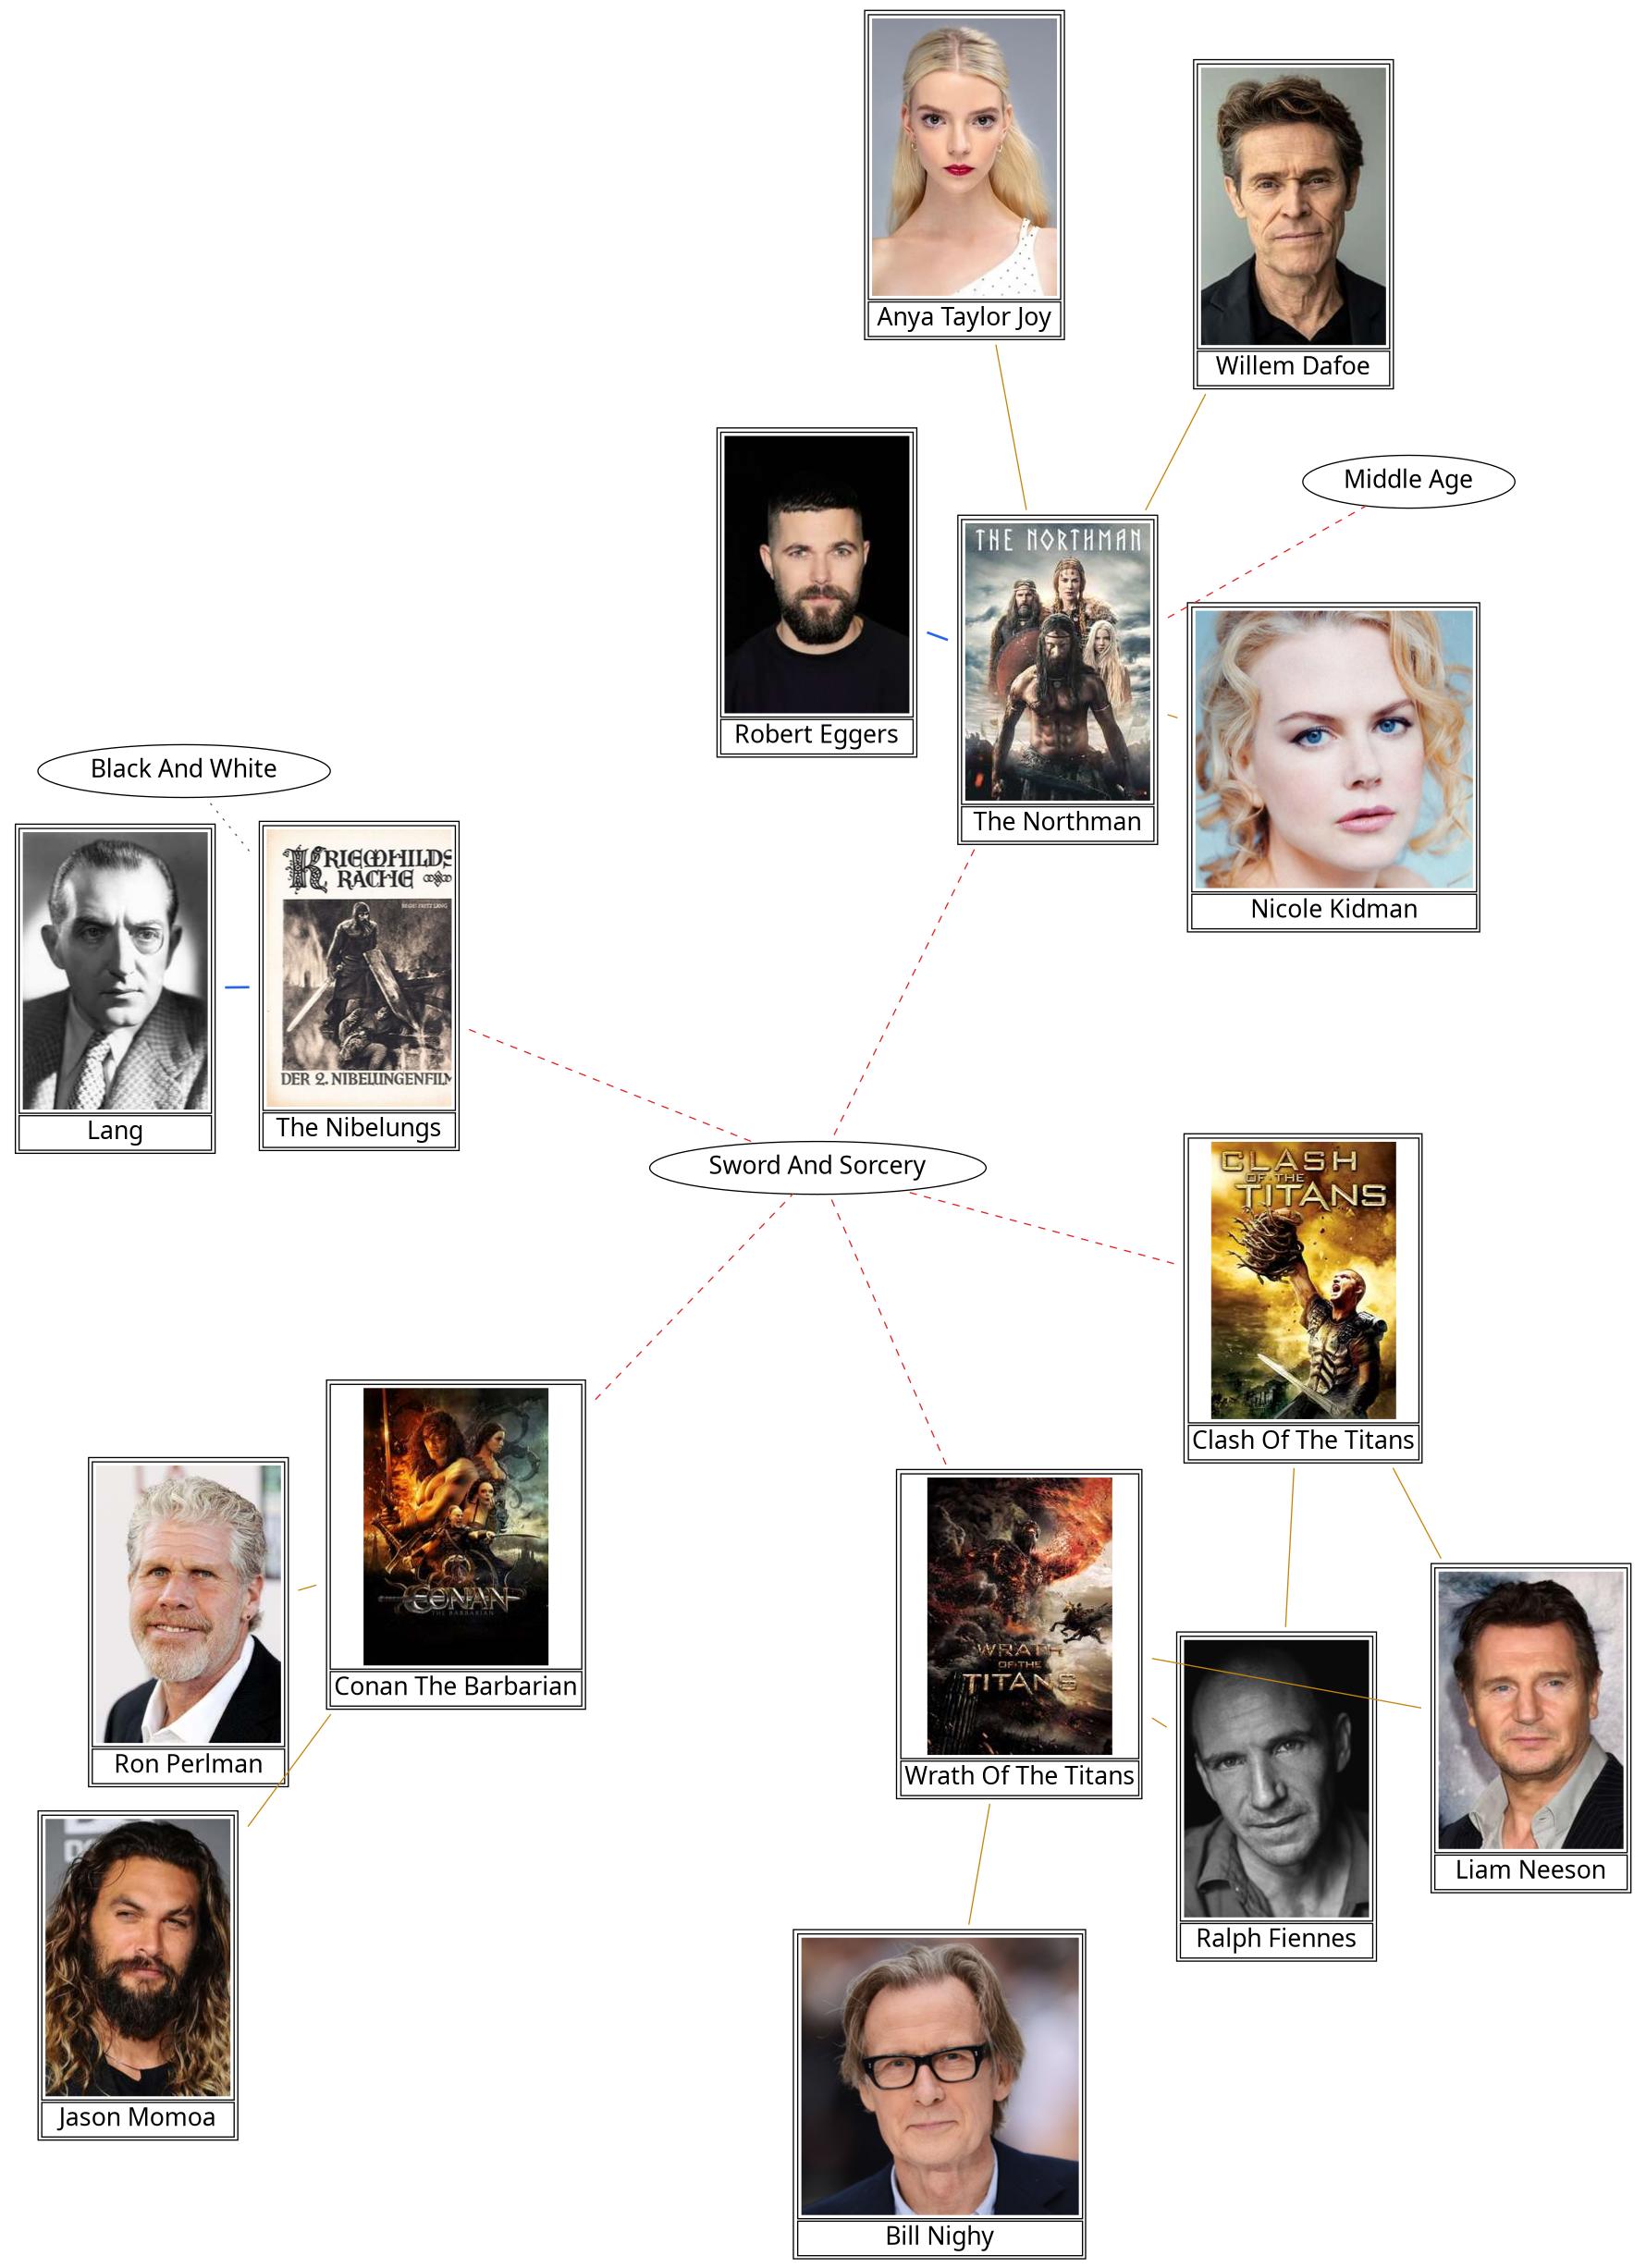 Anya Taylor Joy
Willem Dafoe
Middle Age
THE NORTHMAN
Robert Eggers
The Northman
Nicole Kidman
Black And White
KRIEMHILDS
RACHE
REGIE: FRITZ LANG
DER 2. NIBELUNGENFILM
Lang
The Nibelungs
Sword And Sorcery
CLASH
OF THE
TITANS
Clash Of The Titans
CONAN
THE BARBARIAN
Conan The Barbarian
Ron Perlman
WRATH
OF THE
TITANS
Wrath Of The Titans
Liam Neeson
Ralph Fiennes
Jason Momoa
Bill Nighy